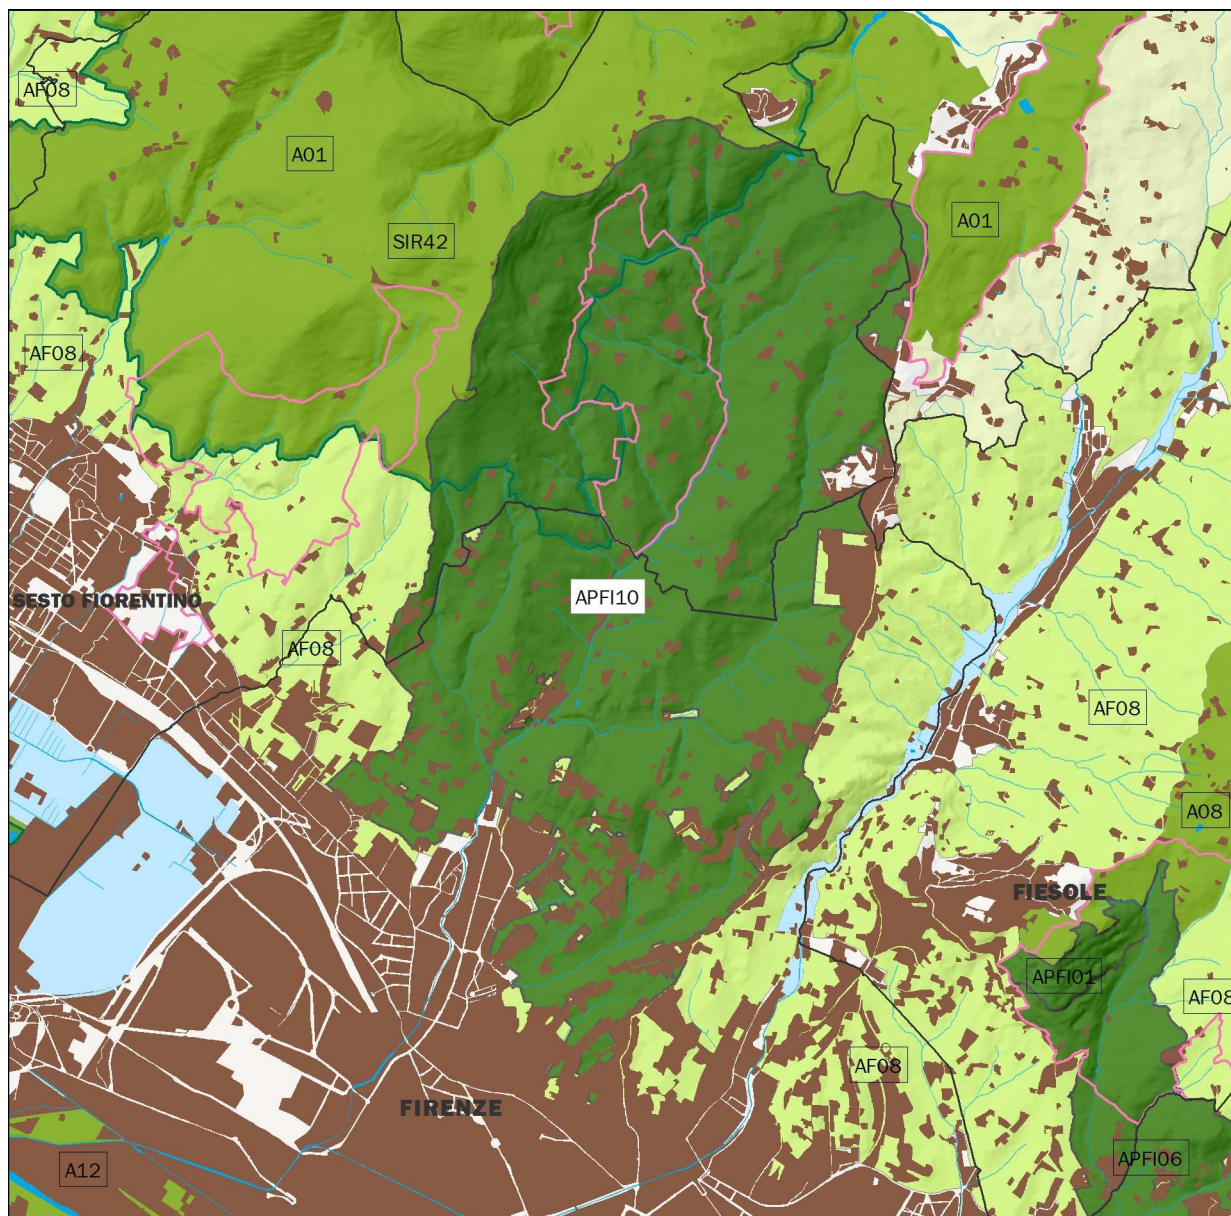 AF08
A01
A01
SIR42
AF08
APFI10
SESTO FIORENTINO
AF08
AF08
A08
FIESOLE
APFI01
AF08
AF08
FIRENZE
APFI06
A12